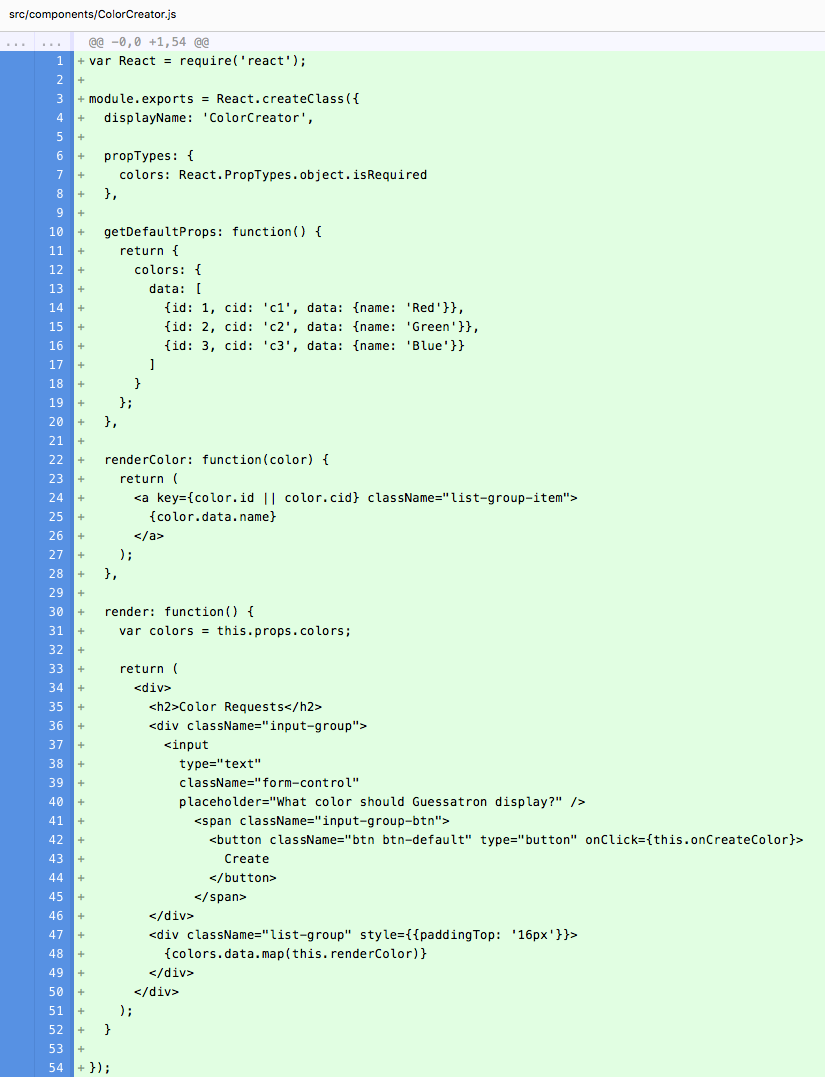 src/components/ColorCreator.js
... ... @@ -0,0 +1,54 @@
1 +var React = require('react');
2 +
3 +module.exports = React.createClass({
4 +  displayName: 'ColorCreator',
5 +
6 +  propTypes: {
7 +    colors: React.PropTypes.object.isRequired
8 +  },
9 +
10 +  getDefaultProps: function() {
11 +    return {
12 +      colors: {
13 +        data: [
14 +          {id: 1, cid: 'c1', data: {name: 'Red'}},
15 +          {id: 2, cid: 'c2', data: {name: 'Green'}},
16 +          {id: 3, cid: 'c3', data: {name: 'Blue'}}
17 +        ]
18 +      }
19 +    };
20 +  },
21 +
22 +  renderColor: function(color) {
23 +    return (
24 +      <a key={color.id || color.cid} className="list-group-item">
25 +        {color.data.name}
26 +      </a>
27 +    );
28 +  },
29 +
30 +  render: function() {
31 +    var colors = this.props.colors;
32 +
33 +    return (
34 +      <div>
35 +        <h2>Color Requests</h2>
36 +        <div className="input-group">
37 +          <input
38 +            type="text"
39 +            className="form-control"
40 +            placeholder="What color should Guessatron display?" />
41 +              <span className="input-group-btn">
42 +                <button className="btn btn-default" type="button" onClick={this.onCreateColor}>
43 +                  Create
44 +                </button>
45 +              </span>
46 +        </div>
47 +        <div className="list-group" style={{paddingTop: '16px'}}>
48 +          {colors.data.map(this.renderColor)}
49 +        </div>
50 +      </div>
51 +    );
52 +  }
53 +
54 +});